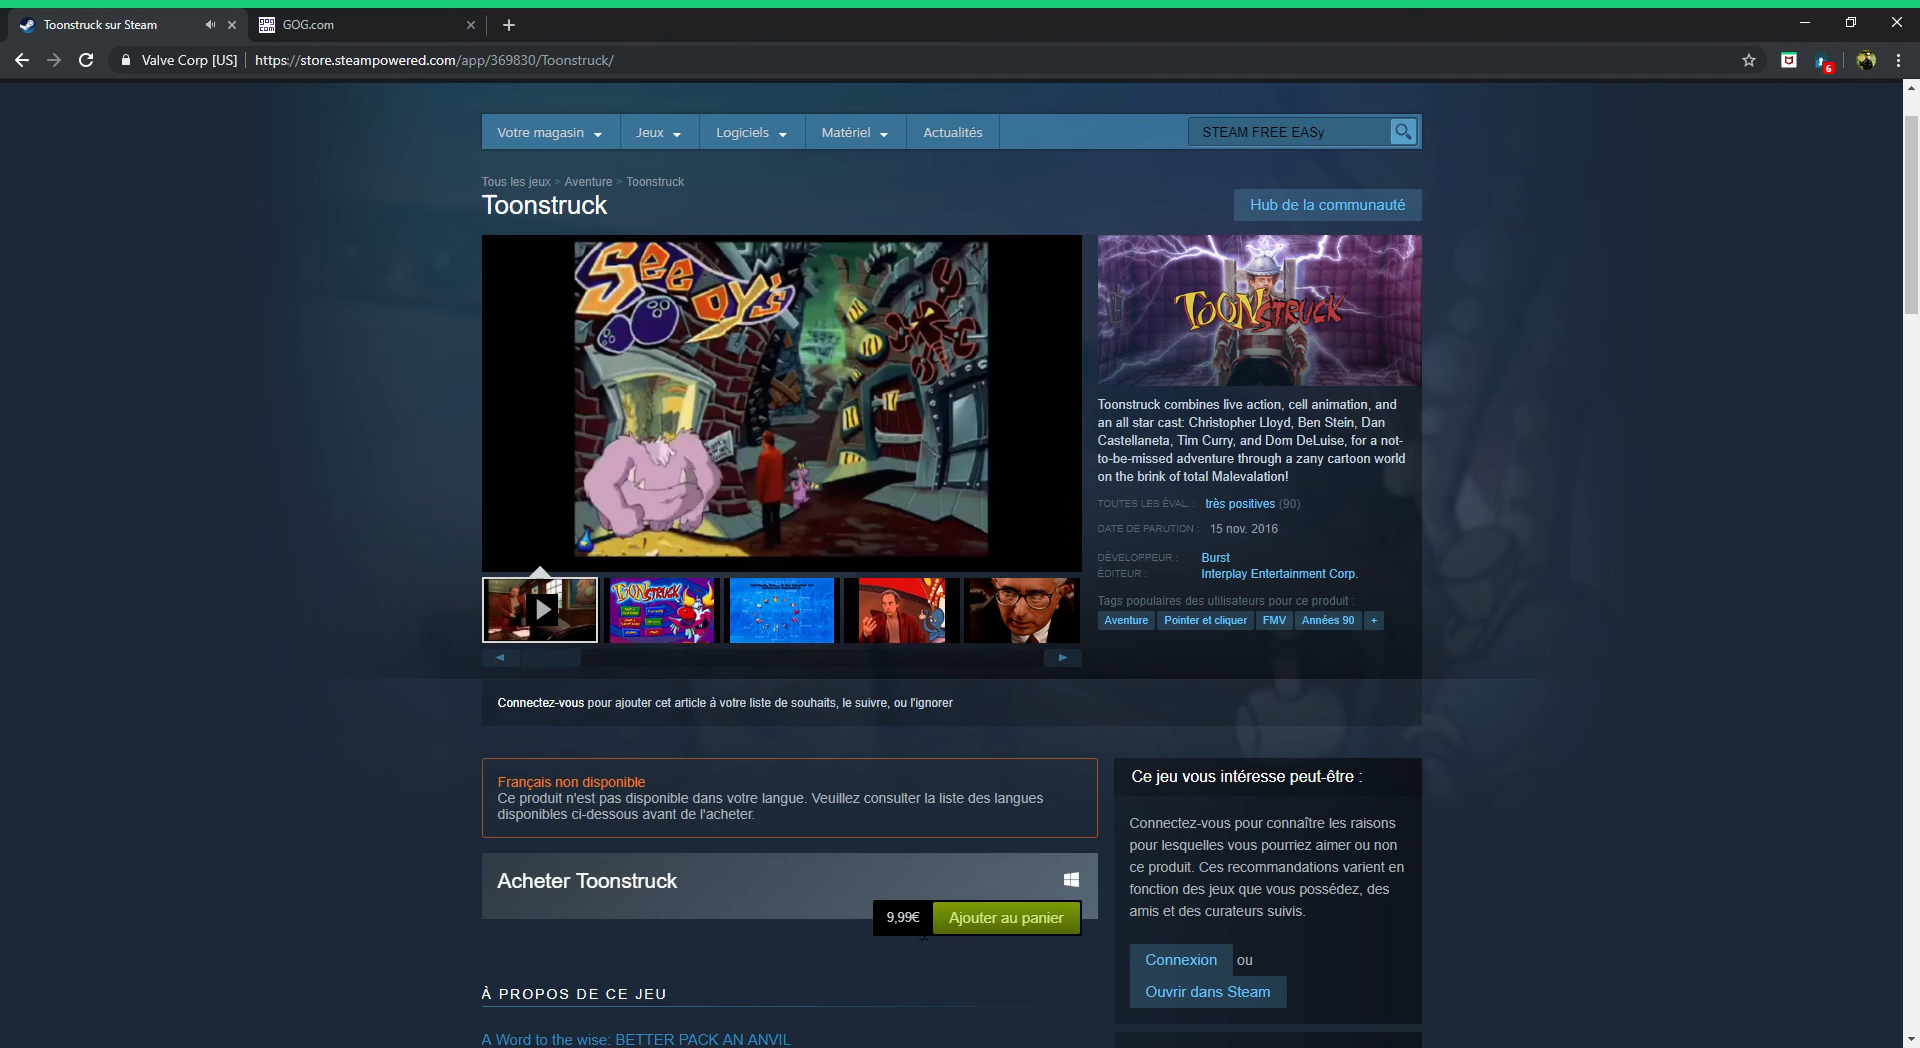 Toonstruck sur Steam
GOG.com
Valve Corp [US]
https://store.steampowered.com/app/369830/Toonstruck/
6
Votre magasin
Jeux
Logiciels
Matériel
Actualités
STEAM FREE EASy
Tous les jeux > Aventure > Toonstruck
Toonstruck
Hub de la communauté
See
Oy's
TOONSTRUCK
Toonstruck combines live action, cell animation, and
an all star cast: Christopher Lloyd, Ben Stein, Dan
Castellaneta, Tim Curry, and Dom DeLuise, for a not-
to-be-missed adventure through a zany cartoon world
on the brink of total Malevalation!
TOUTES LES ÉVAL. : très positives (90)
DATE DE PARUTION : 15 nov. 2016
DÉVELOPPEUR : Burst
ÉDITEUR : Interplay Entertainment Corp.
Tags populaires des utilisateurs pour ce produit :
Aventure Pointer et cliquer FMV Années 90 +
TOONSTRUCK
Connectez-vous pour ajouter cet article à votre liste de souhaits, le suivre, ou l'ignorer
Français non disponible
Ce produit n'est pas disponible dans votre langue. Veuillez consulter la liste des langues
disponibles ci-dessous avant de l'acheter.
Acheter Toonstruck
9,99€
Ajouter au panier
À PROPOS DE CE JEU
A Word to the wise: BETTER PACK AN ANVIL
Ce jeu vous intéresse peut-être :
Connectez-vous pour connaître les raisons
pour lesquelles vous pourriez aimer ou non
ce produit. Ces recommandations varient en
fonction des jeux que vous possédez, des
amis et des curateurs suivis.
Connexion ou
Ouvrir dans Steam